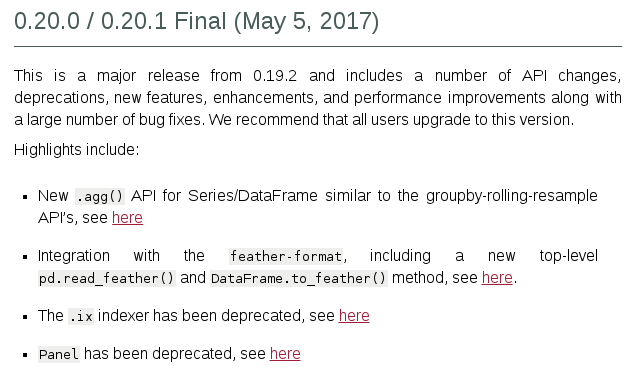 0.20.0 / 0.20.1 Final (May 5, 2017)
This is a major release from 0.19.2 and includes a number of API changes,
deprecations, new features, enhancements, and performance improvements along with
a large number of bug fixes. We recommend that all users upgrade to this version.
Highlights include:
New .agg() API for Series/DataFrame similar to the groupby-rolling-resample
API's, see here
Integration with the feather-format, including a new top-level
pd.read_feather() and DataFrame.to_feather() method, see here.
The .ix indexer has been deprecated, see here
Panel has been deprecated, see here